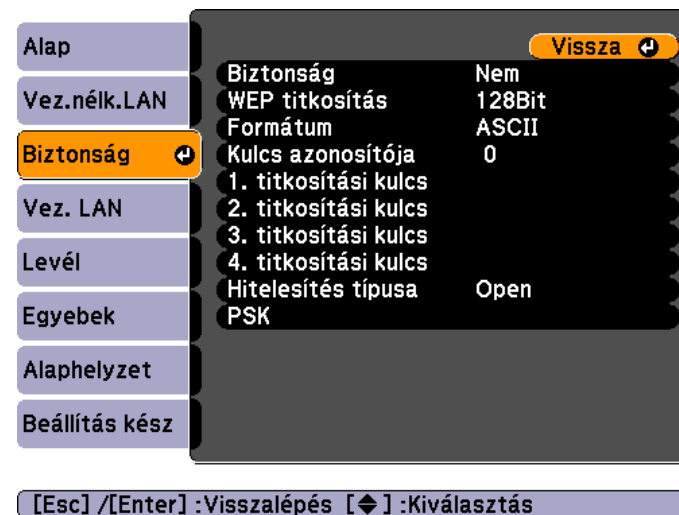 Alap
Vez.nélk.LAN
Biztonság
Vez. LAN
Levél
Egyebek
Alaphelyzet
Beállítás kész
Vissza
Biztonság Nem
WEP titkosítás 128Bit
Formátum ASCII
Kulcs azonosítója 0
1. titkosítási kulcs
2. titkosítási kulcs
3. titkosítási kulcs
4. titkosítási kulcs
Hitelesítés típusa Open
PSK
[Esc] /[Enter] :Visszalépés [◆] :Kiválasztás